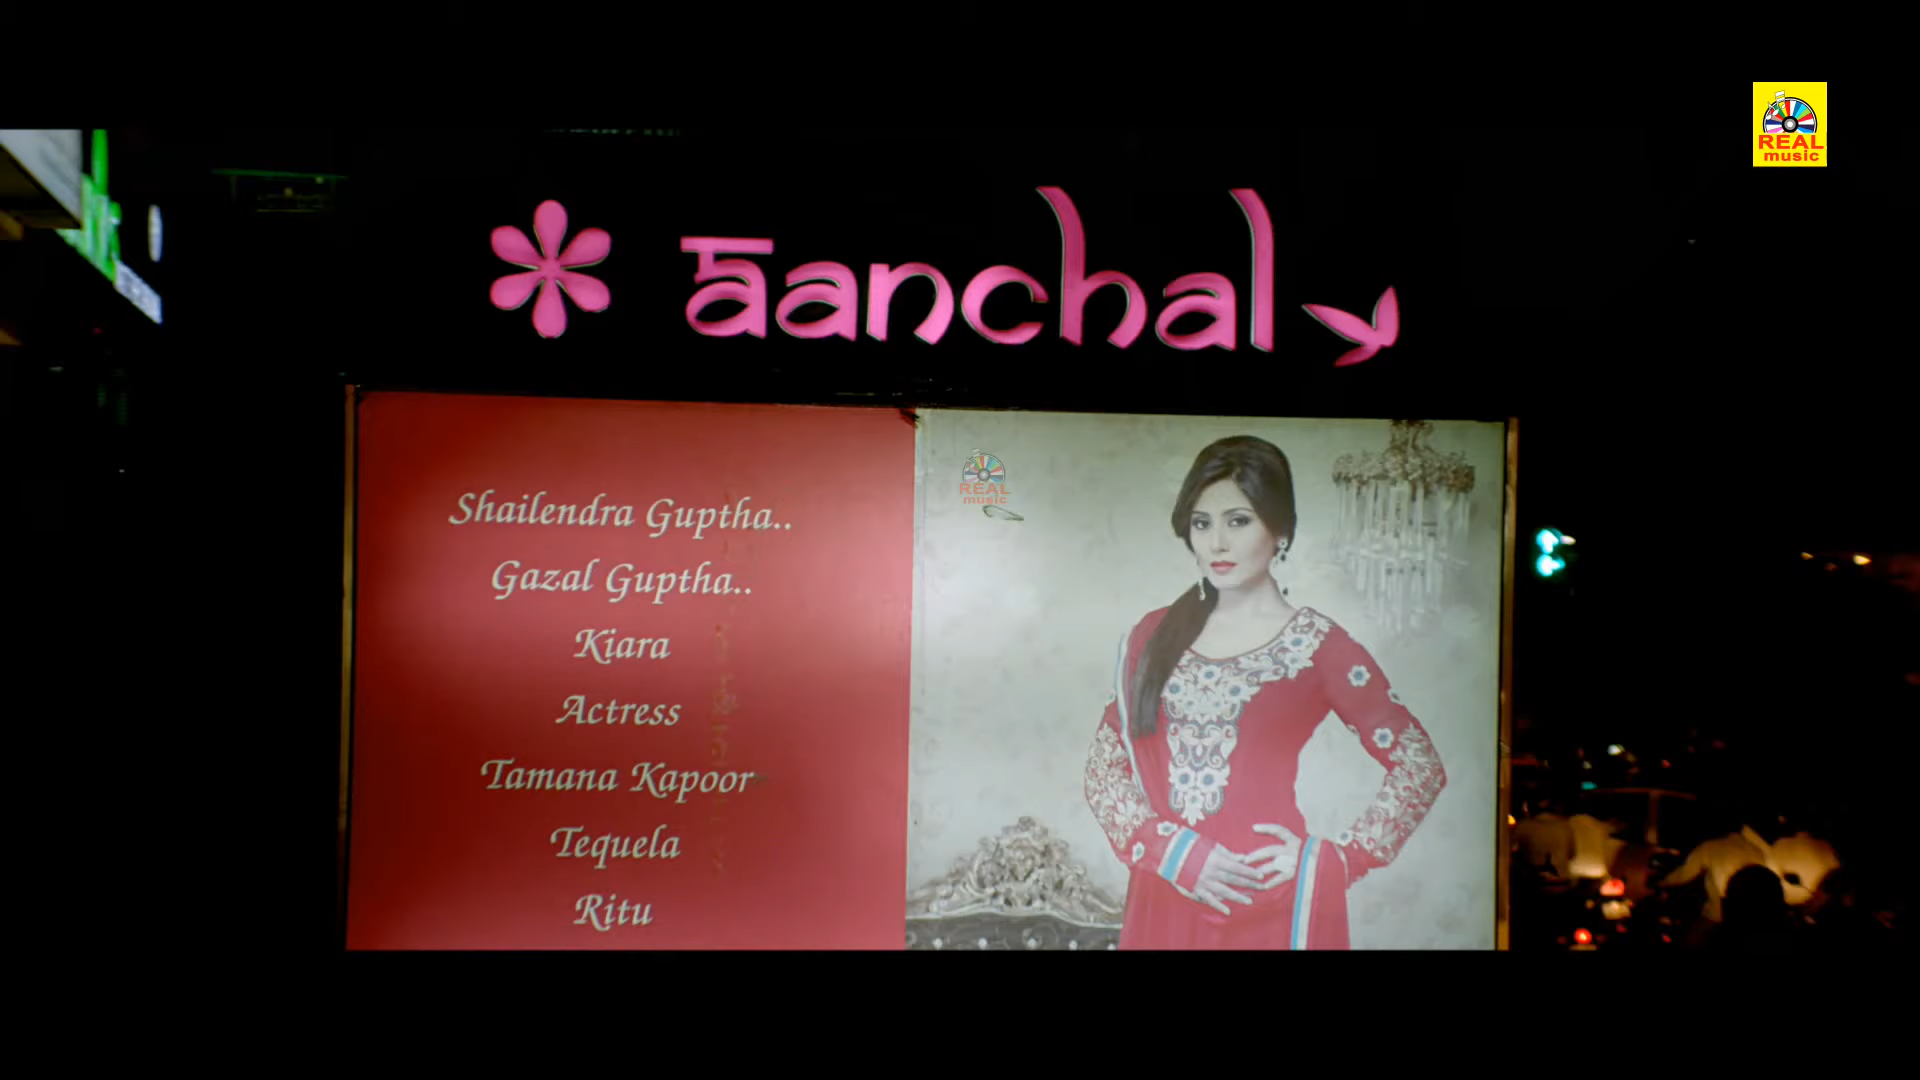 REAL
music
aanchal
REAL
music
Shailendra Guptha..
Gazal Guptha..
Kiara
Actress
Tamana Kapoor
Tequela
Ritu